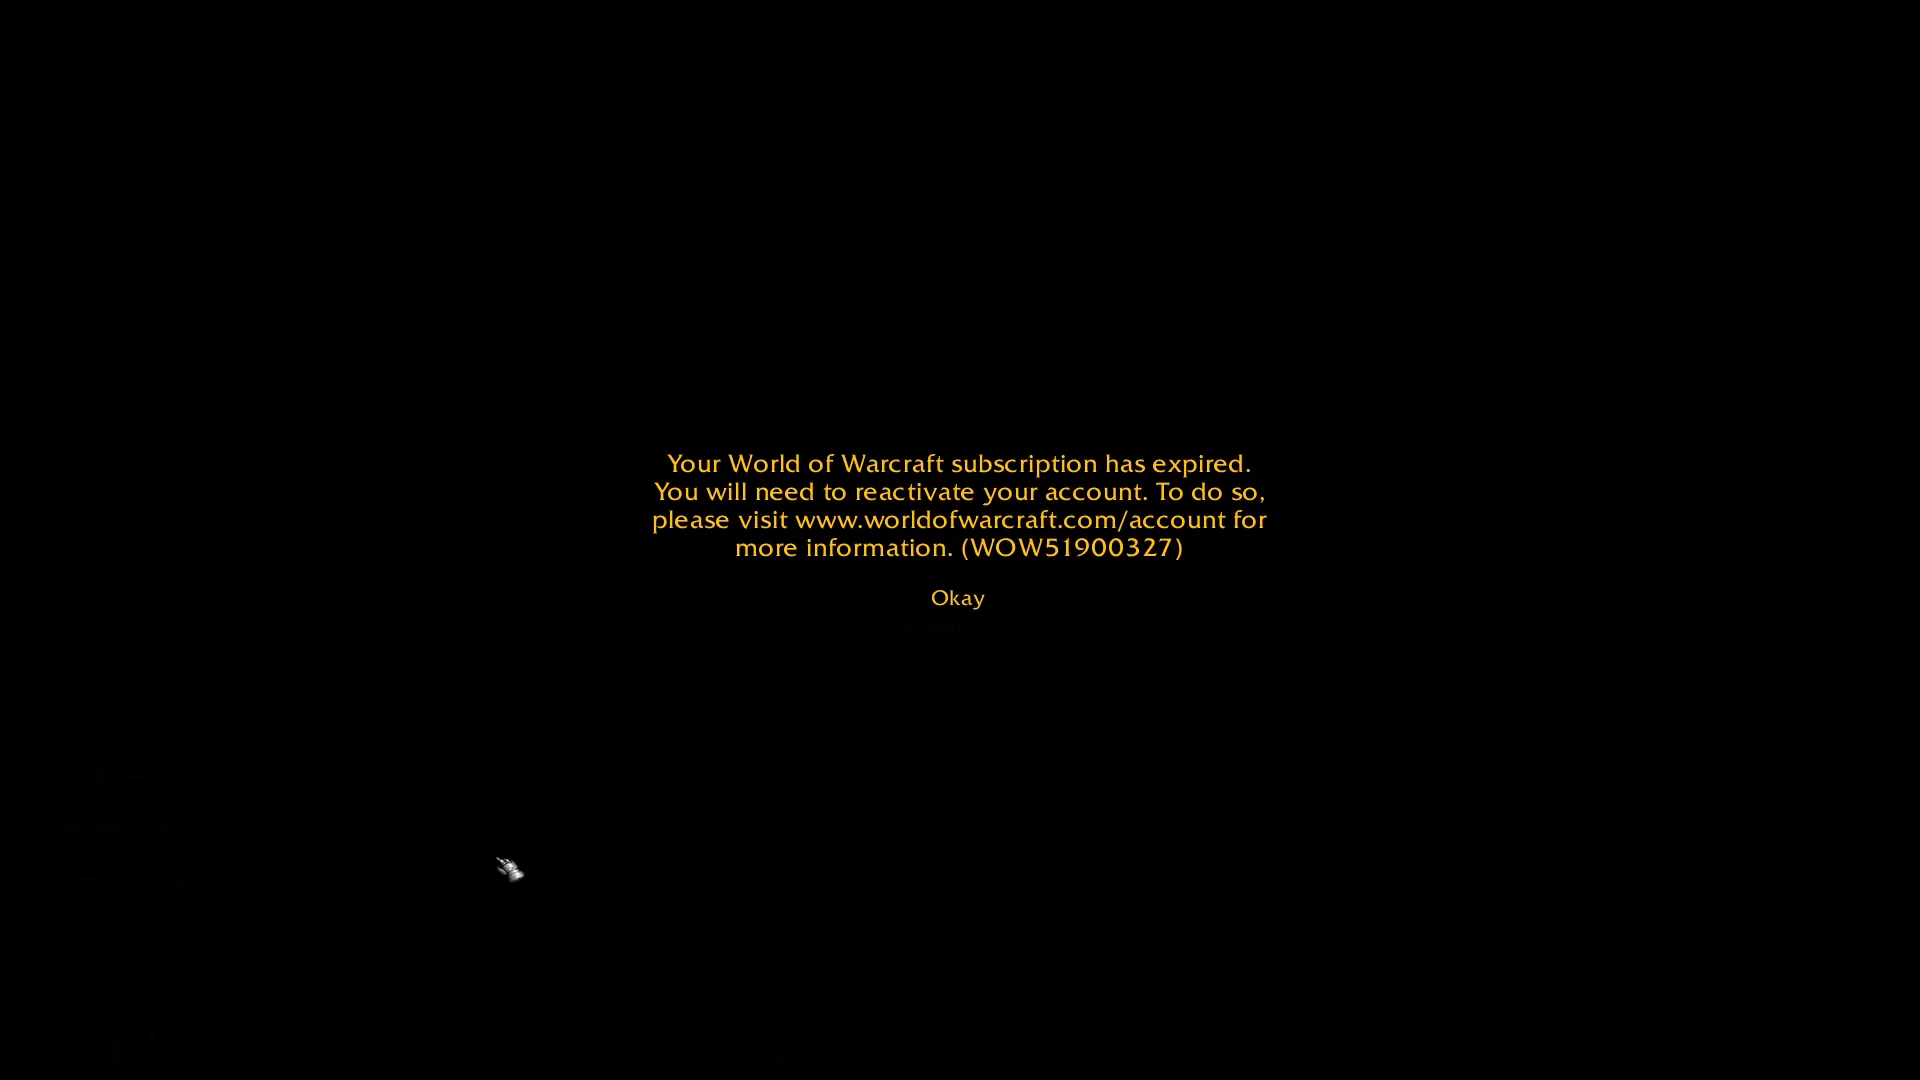 Your World of Warcraft subscription has expired.
You will need to reactivate your account. To do so,
please visit www.worldofwarcraft.com/account for
more information. (WOW51900327)
Okay